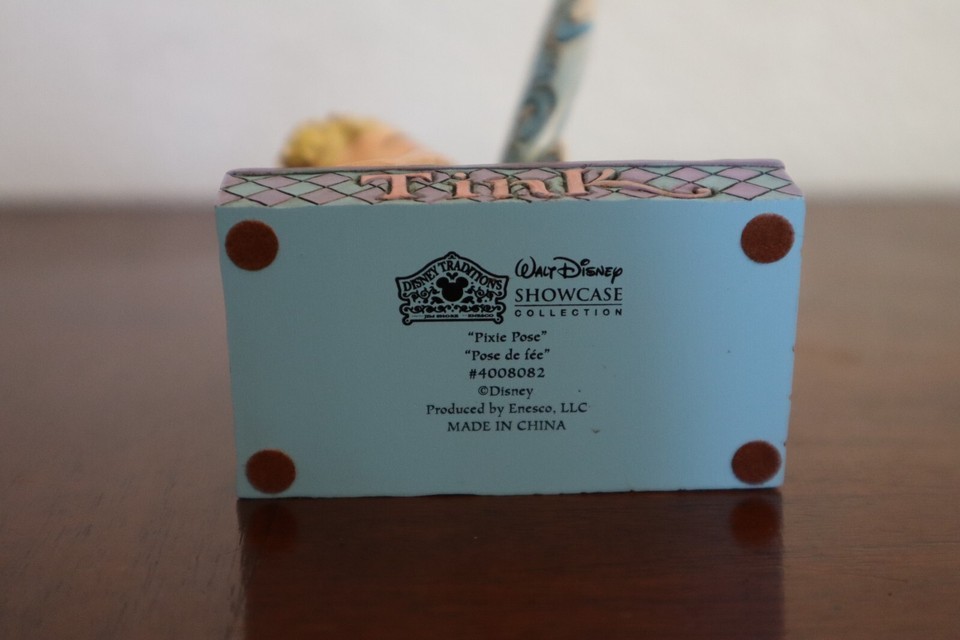 Tink
DISNEY TRADITIONS
WALT DISNEY
SHOWCASE
COLLECTION
"Pixie Pose"
"Pose de fée"
#4008082
©Disney
Produced by Enesco, LLC
MADE IN CHINA